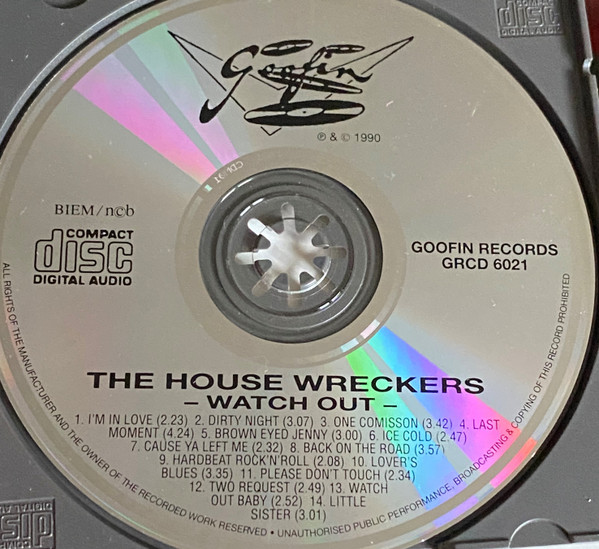 Goofin
℗ & © 1990
BIEM/n©b
COMPACT
disc
DIGITAL AUDIO
GOOFIN RECORDS
GRCD 6021
THE HOUSE WRECKERS
– WATCH OUT –
1. I'M IN LOVE (2.23) 2. DIRTY NIGHT (3.07) 3. ONE COMISSON (3.42) 4. LAST
MOMENT (4.24) 5. BROWN EYED JENNY (3.00) 6. ICE COLD (2.47)
7. CAUSE YA LEFT ME (2.32) 8. BACK ON THE ROAD (3.57)
9. HARDBEAT ROCK'N'ROLL (2.08) 10. LOVER'S
BLUES (3.35) 11. PLEASE DON'T TOUCH (2.34)
12. TWO REQUEST (2.49) 13. WATCH
OUT BABY (2.52) 14. LITTLE
SISTER (3.01)
ALL RIGHTS OF THE MANUFACTURER AND THE OWNER OF THE RECORDED WORK RESERVED • UNAUTHORISED PUBLIC PERFORMANCE, BROADCASTING & COPYING OF THIS RECORD PROHIBITED
COMPACT
disc
DIGITAL AUDIO